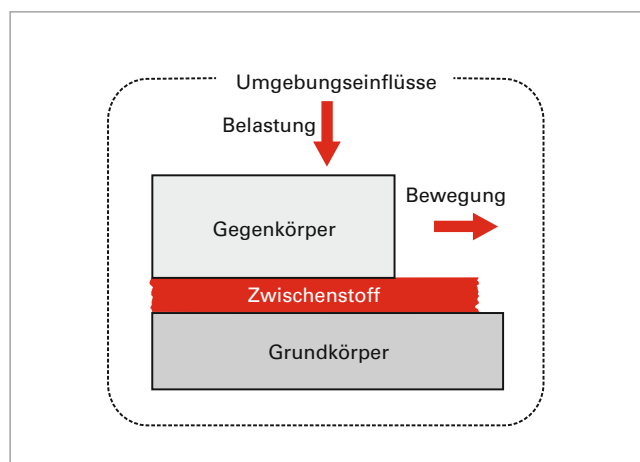 Umgebungseinflüsse
Belastung
Bewegung
Gegenkörper
Zwischenstoff
Grundkörper